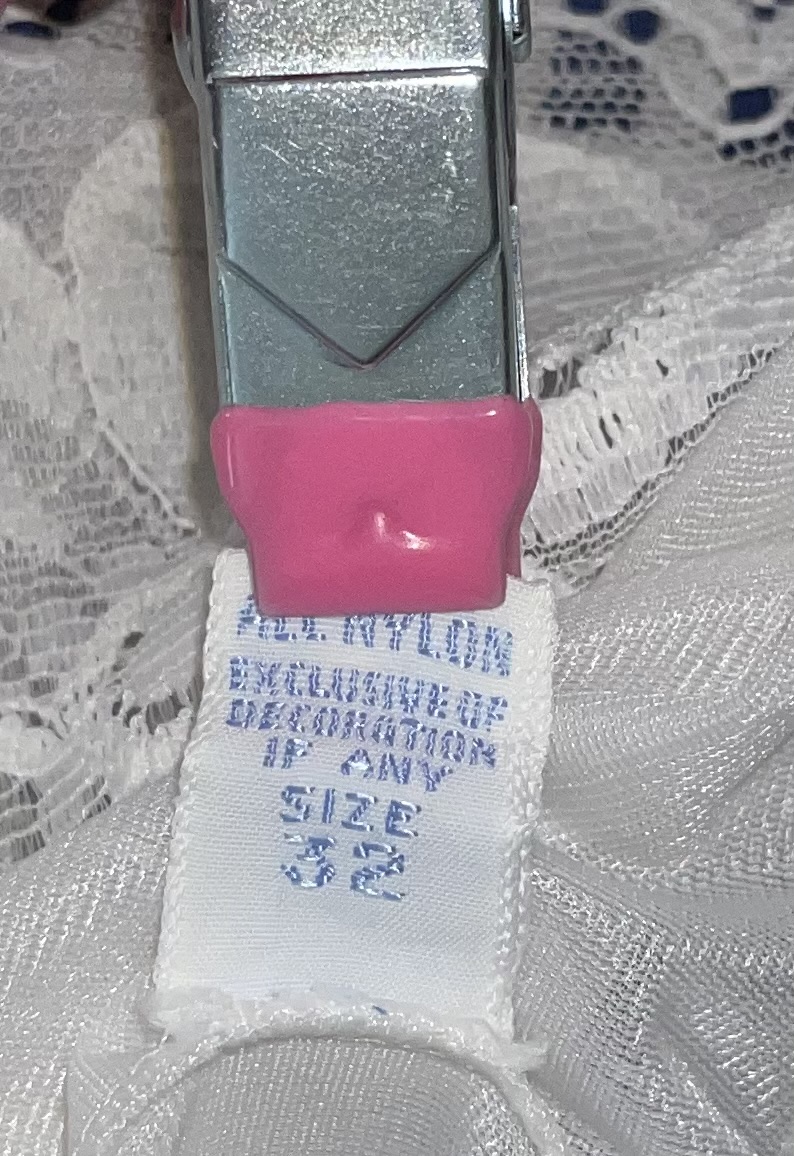 ALL NYLON
EXCLUSIVE OF
DECORATION
IF ANY
SIZE
32